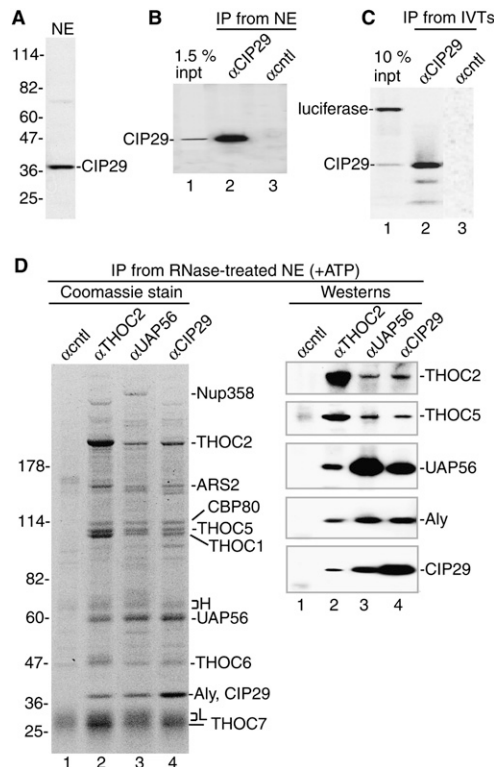 A
NE
114-
82-
60-
47-
36-
25-
-CIP29
B
IP from NE
1.5 %
inpt
αCIP29
αcntl
CIP29-
1 2 3
C
IP from IVTs
10 %
inpt
αCIP29
αcntl
luciferase-
CIP29-
1 2 3
D
IP from RNase-treated NE (+ATP)
Coomassie stain
αcntl
αTHOC2
αUAP56
αCIP29
178-
114-
82-
60-
47-
36-
25-
-Nup358
-THOC2
-ARS2
CBP80
-THOC5
THOC1
H
-UAP56
-THOC6
-Aly, CIP29
L
THOC7
1 2 3 4
Westerns
αcntl
αTHOC2
αUAP56
αCIP29
-THOC2
-THOC5
-UAP56
-Aly
-CIP29
1 2 3 4